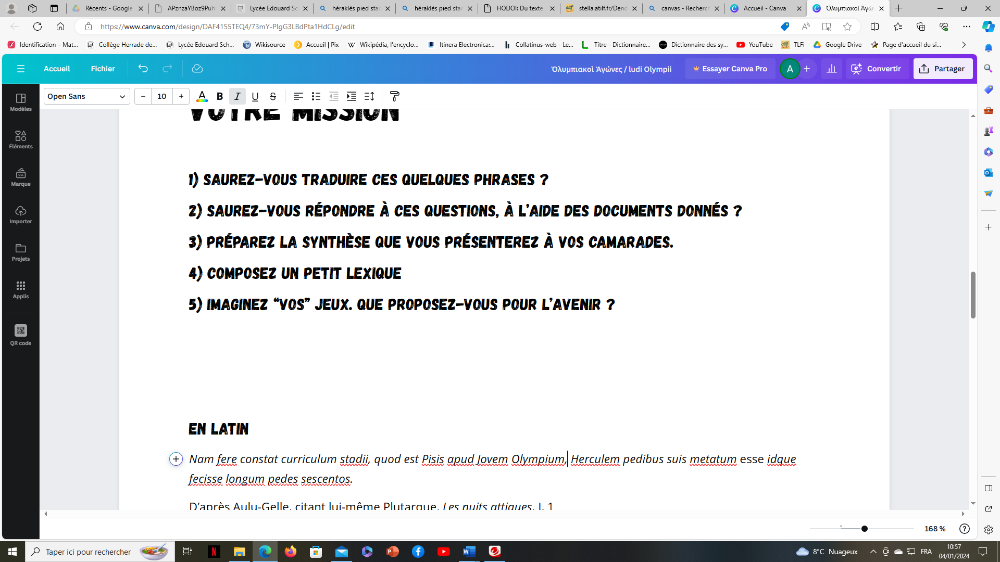 Récents - Google
APznzaYBoz9Puh
Lycée Edouard Sc
héraklès pied stac
héraklès pied stac
HODOI: Du texte
stella.atilf.fr/Dend
canvas - Recherch
Accueil - Canva
Ὀλυμπιακοὶ Ἀγών
https://www.canva.com/design/DAF4155TEQ4/73mY-PIgG3LBdPta1HdCLg/edit
Identification – Mat...
Collège Herrade de...
Lycée Edouard Sch...
Wikisource
Accueil | Pix
Wikipédia, l'encyclo...
Itinera Electronica:...
Collatinus-web - Le...
Titre - Dictionnaire...
Dictionnaire des sy...
YouTube
TLFi
Google Drive
Page d'accueil du si...
Accueil
Fichier
Ὀλυμπιακοὶ Ἀγώνες / ludi Olympii
Essayer Canva Pro
A
Convertir
Partager
Open Sans
10
A
B
I
U
S
Modèles
Éléments
Marque
Importer
Projets
Applis
QR code
VOTRE MISSION
1) SAUREZ-VOUS TRADUIRE CES QUELQUES PHRASES ?
2) SAUREZ-VOUS RÉPONDRE À CES QUESTIONS, À L'AIDE DES DOCUMENTS DONNÉS ?
3) PRÉPAREZ LA SYNTHÈSE QUE VOUS PRÉSENTEREZ À VOS CAMARADES.
4) COMPOSEZ UN PETIT LEXIQUE
5) IMAGINEZ “VOS” JEUX. QUE PROPOSEZ-VOUS POUR L'AVENIR ?
EN LATIN
Nam fere constat curriculum stadii, quod est Pisis apud Jovem Olympium, Herculem pedibus suis metatum esse idque
fecisse longum pedes sescentos.
D’après Aulu-Gelle, citant lui-même Plutarque, Les nuits attiques, I, 1
168 %
Taper ici pour rechercher
8°C Nuageux
FRA
10:57
04/01/2024